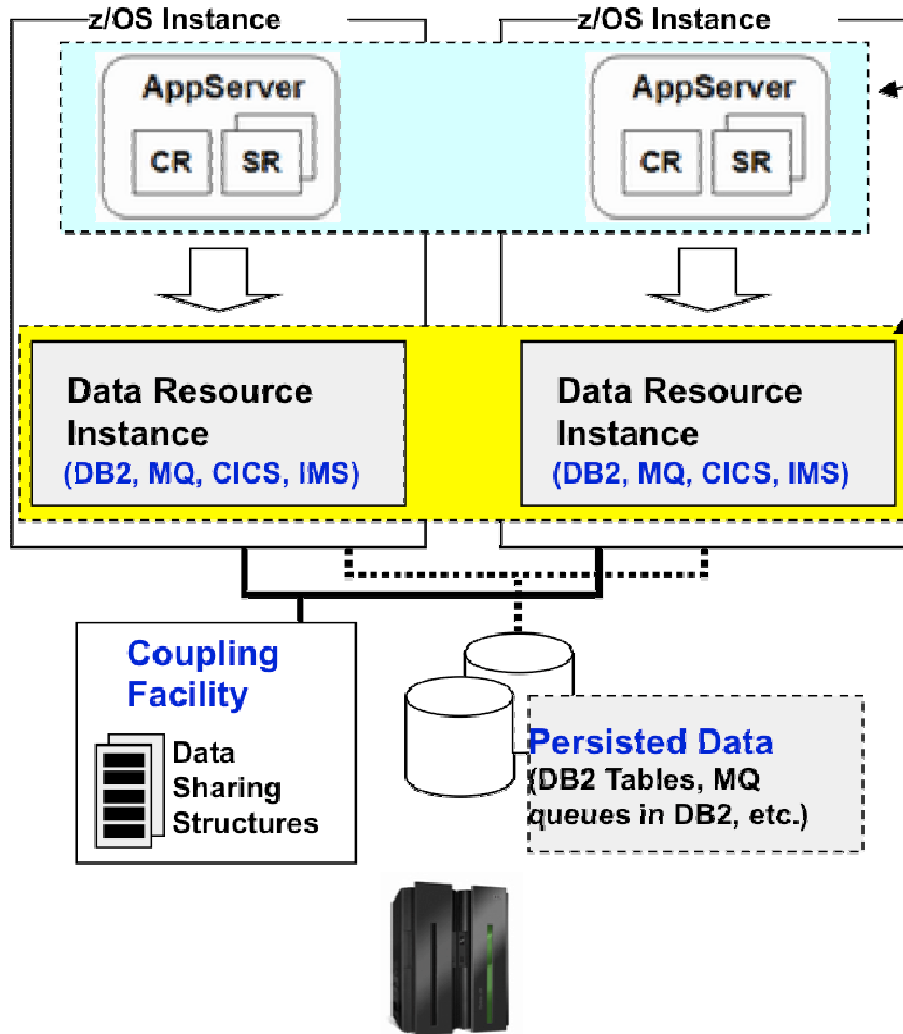 z/OS Instance
z/OS Instance
AppServer
CR
SR
AppServer
CR
SR
Data Resource
Instance
(DB2, MQ, CICS, IMS)
Data Resource
Instance
(DB2, MQ, CICS, IMS)
Coupling
Facility
Data
Sharing
Structures
Persisted Data
(DB2 Tables, MQ
queues in DB2, etc.)